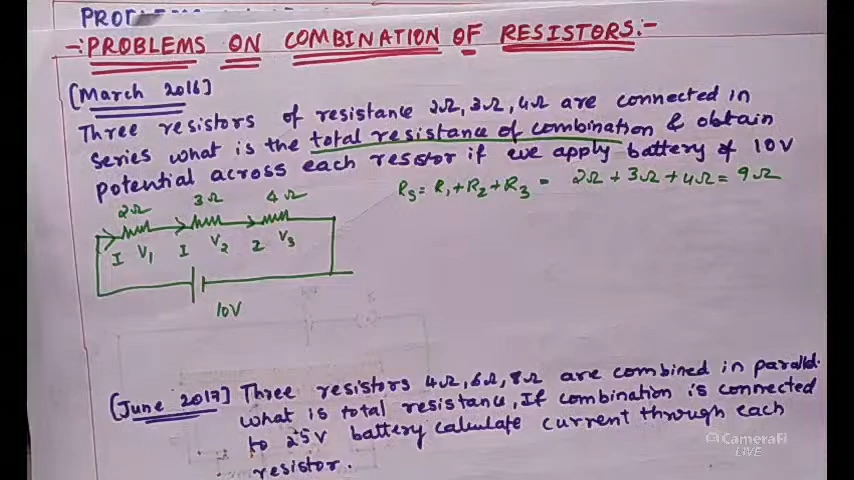 PROBL
-:PROBLEMS ON COMBINATION OF RESISTORS:-
[March 2016]
Three resistors of resistance 2Ω, 3Ω, 4Ω are connected in
series what is the total resistance of combination & obtain
potential across each resistor if we apply battery of 10V
Rs = R1 + R2 + R3 = 2Ω + 3Ω + 4Ω = 9Ω
2Ω 3Ω 4Ω
I V1 I V2 I V3
10V
[June 2017] Three resistors 4Ω, 6Ω, 8Ω are combined in parallel.
what is total resistance, If combination is connected
to 25V battery calculate current through each
resistor.
CameraFi
LIVE